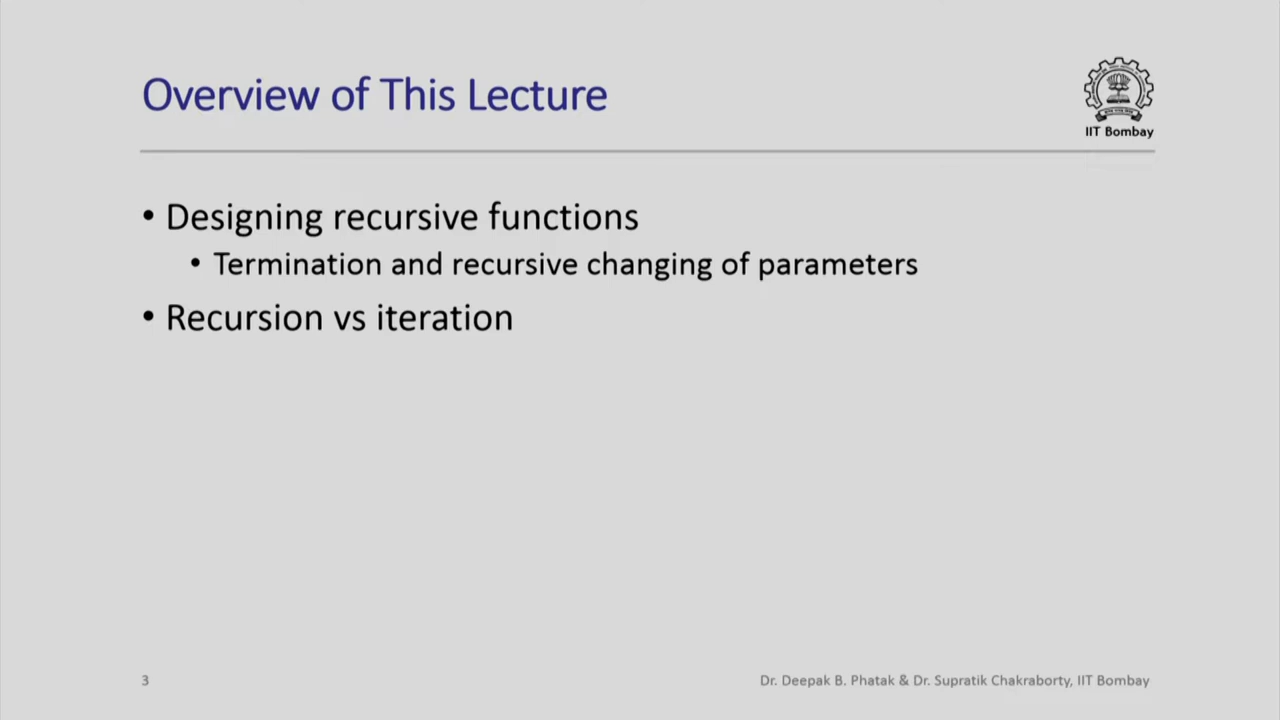 Overview of This Lecture
IIT Bombay
• Designing recursive functions
• Termination and recursive changing of parameters
• Recursion vs iteration
3
Dr. Deepak B. Phatak & Dr. Supratik Chakraborty, IIT Bombay